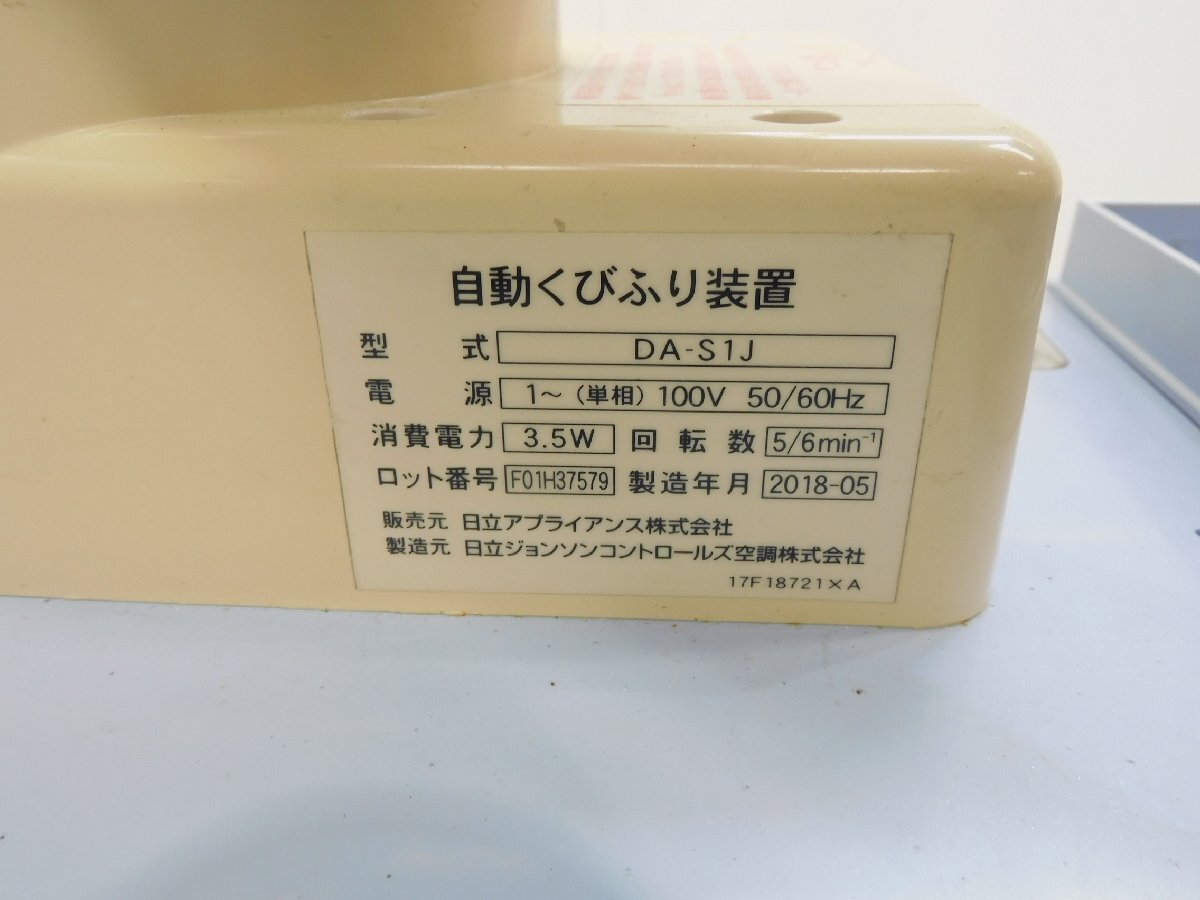 自動くびふり装置
型式 DA-S1J
電源 1〜(単相) 100V 50/60Hz
消費電力 3.5W 回転数 5/6min⁻¹
ロット番号 F01H37579 製造年月 2018-05
販売元 日立アプライアンス株式会社
製造元 日立ジョンソンコントロールズ空調株式会社
17F18721×A